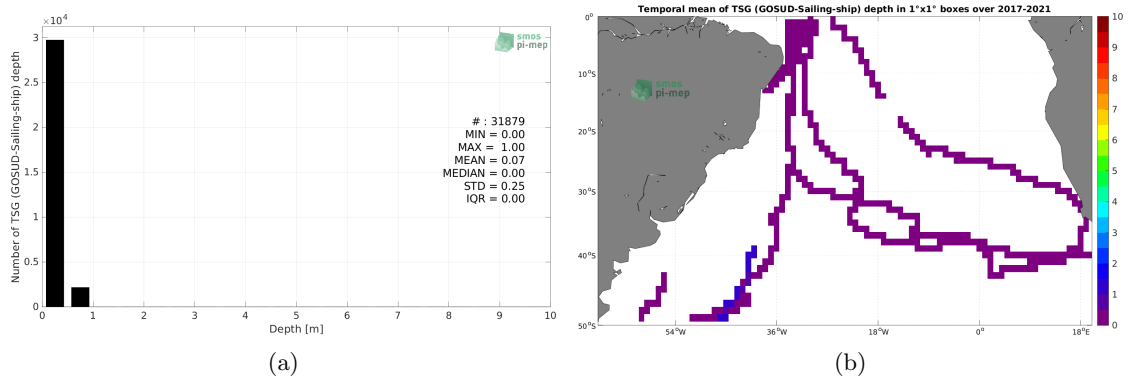 ×10⁴
3
2.5
2
1.5
1
0.5
0
0 1 2 3 4 5 6 7 8 9 10
Number of TSG (GOSUD-Sailing-ship) depth
Depth [m]
smos
pi-mep
# : 31879
MIN = 0.00
MAX = 1.00
MEAN = 0.07
MEDIAN = 0.00
STD = 0.25
IQR = 0.00
(a)
Temporal mean of TSG (GOSUD-Sailing-ship) depth in 1°x1° boxes over 2017-2021
0°
10°S
20°S
30°S
40°S
50°S
54°W 36°W 18°W 0° 18°E
smos
pi-mep
10
9
8
7
6
5
4
3
2
1
0
(b)